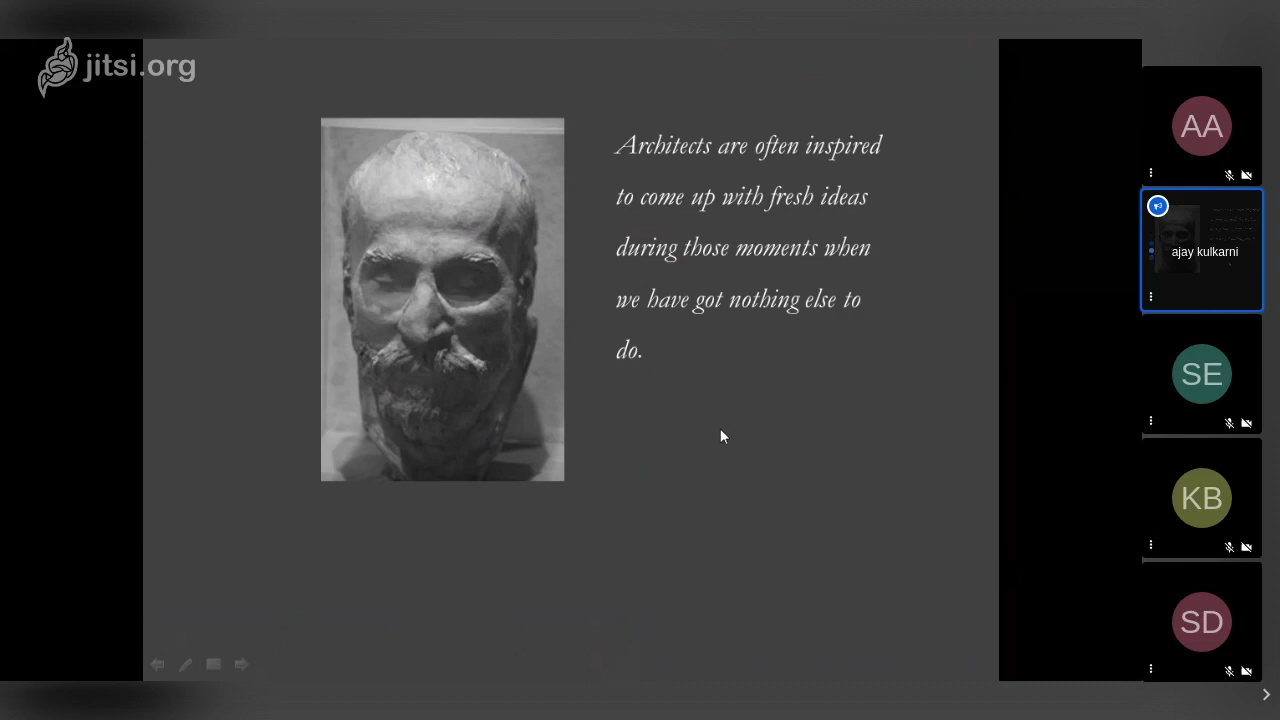 jitsi.org
Architects are often inspired
to come up with fresh ideas
during those moments when
we have got nothing else to
do.
AA
ajay kulkarni
SE
KB
SD